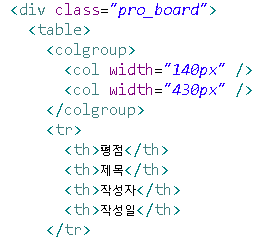 <div class="pro_board">
<table>
<colgroup>
<col width="140px" />
<col width="430px" />
</colgroup>
<tr>
<th>평점</th>
<th>제목</th>
<th>작성자</th>
<th>작성일</th>
</tr>